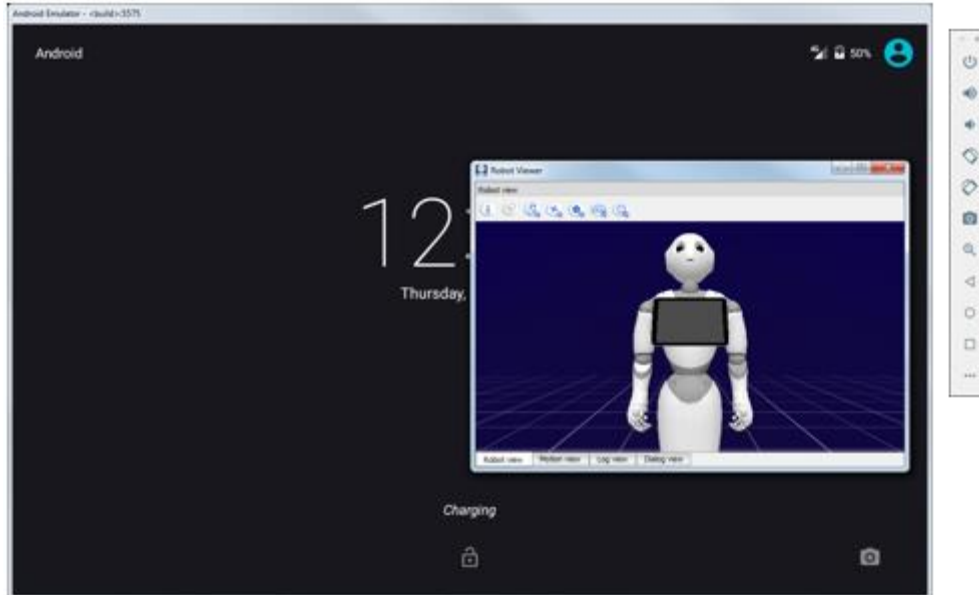 Android Emulator - <build>:5575
Android
50%
12:
Thursday,
Robot Viewer
Robot view
Robot view
Motion view
Log view
Dialog view
Charging